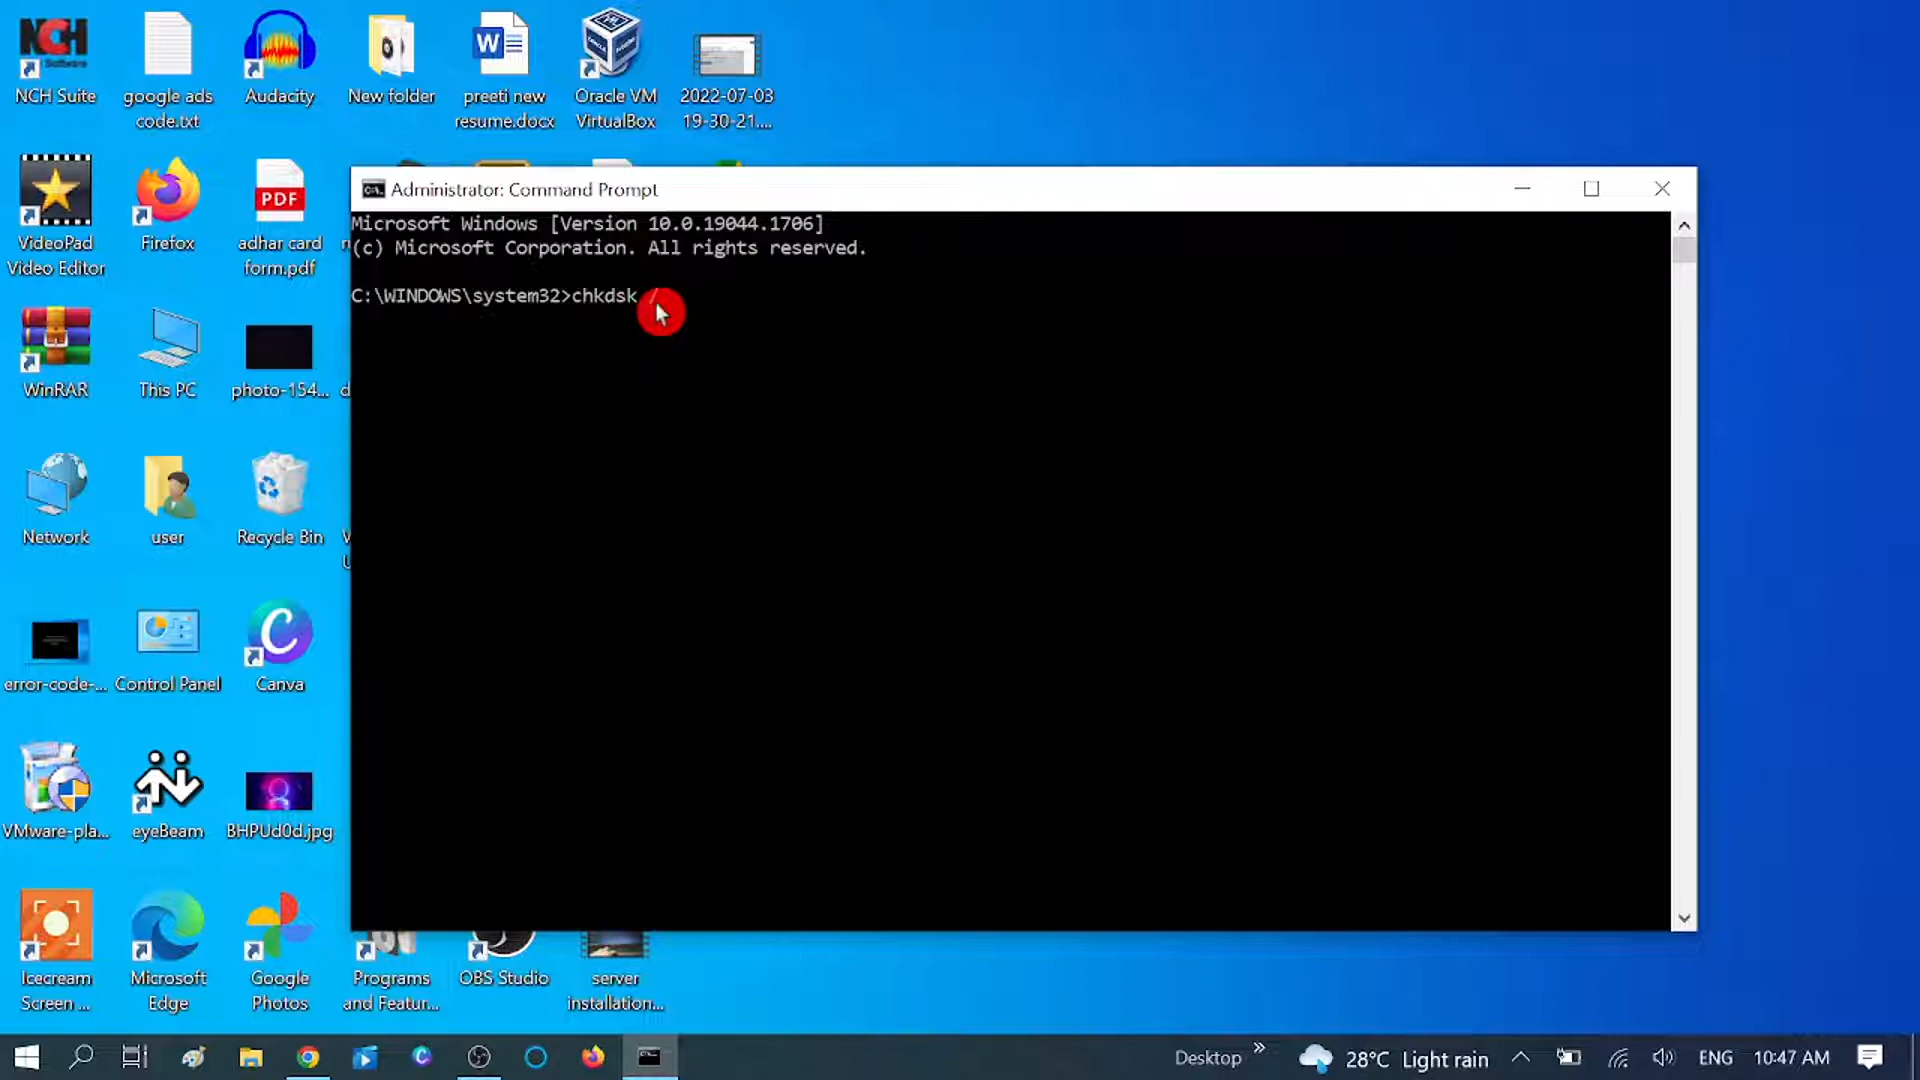 NCH Software
NCH Suite
google ads
code.txt
Audacity
New folder
W
preeti new
resume.docx
Oracle VM
VirtualBox
2022-07-03
19-30-21....
VideoPad
Video Editor
Firefox
PDF
adhar card
form.pdf
Administrator: Command Prompt
Microsoft Windows [Version 10.0.19044.1706]
(c) Microsoft Corporation. All rights reserved.
C:\WINDOWS\system32>chkdsk /
WinRAR
This PC
photo-154...
Network
user
Recycle Bin
error-code-...
Control Panel
Canva
VMware-pla...
eyeBeam
BHPUd0d.jpg
Icecream
Screen ...
Microsoft
Edge
Google
Photos
Programs
and Featur...
OBS Studio
server
installation...
Desktop
28°C Light rain
ENG
10:47 AM